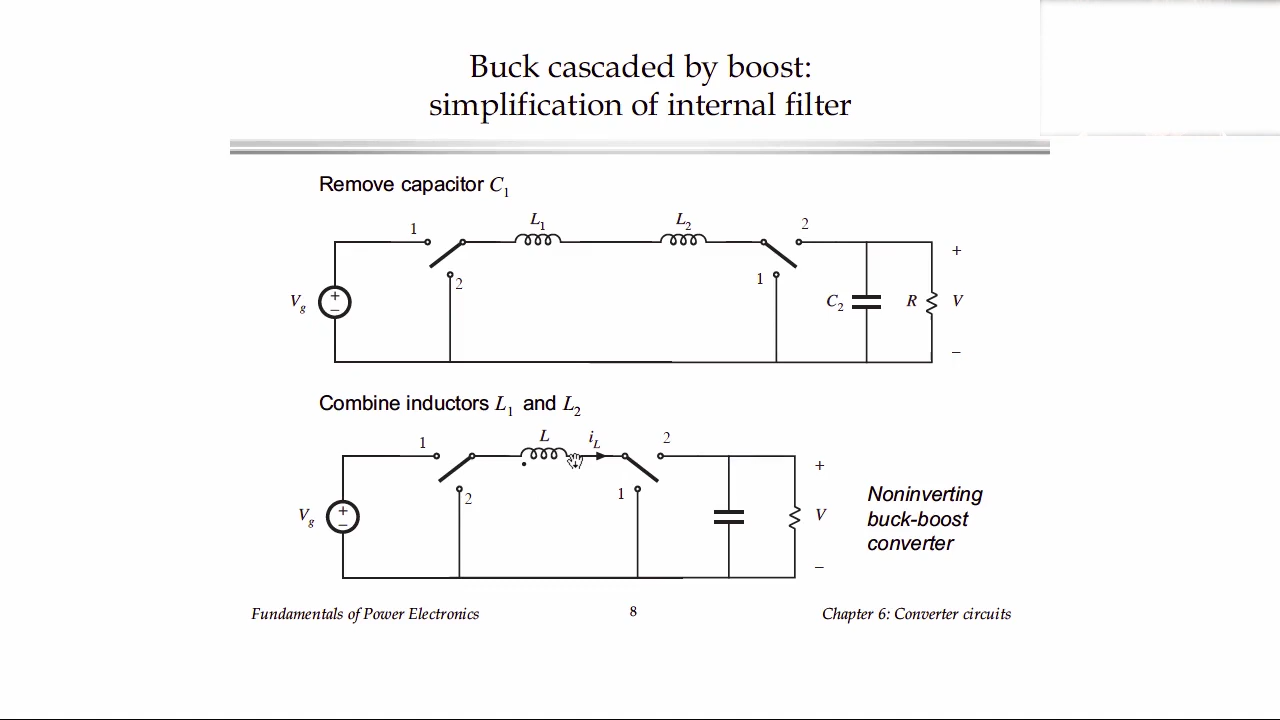 Buck cascaded by boost:
simplification of internal filter
Remove capacitor C1
1
L1
L2
2
+
2
1
Vg
+
–
C2
R
V
–
Combine inductors L1 and L2
1
L
iL
2
+
2
1
Vg
+
–
V
–
Noninverting
buck-boost
converter
Fundamentals of Power Electronics
8
Chapter 6: Converter circuits